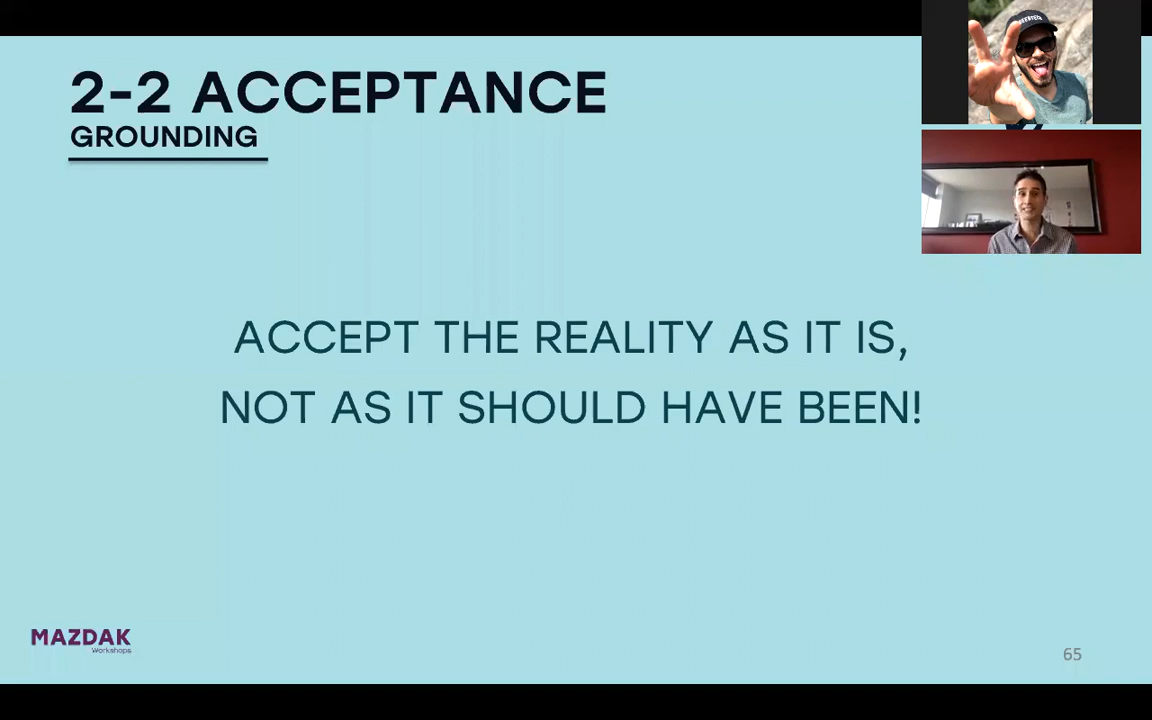 2-2 ACCEPTANCE
GROUNDING
ACCEPT THE REALITY AS IT IS,
NOT AS IT SHOULD HAVE BEEN!
MAZDAK
Workshops
65